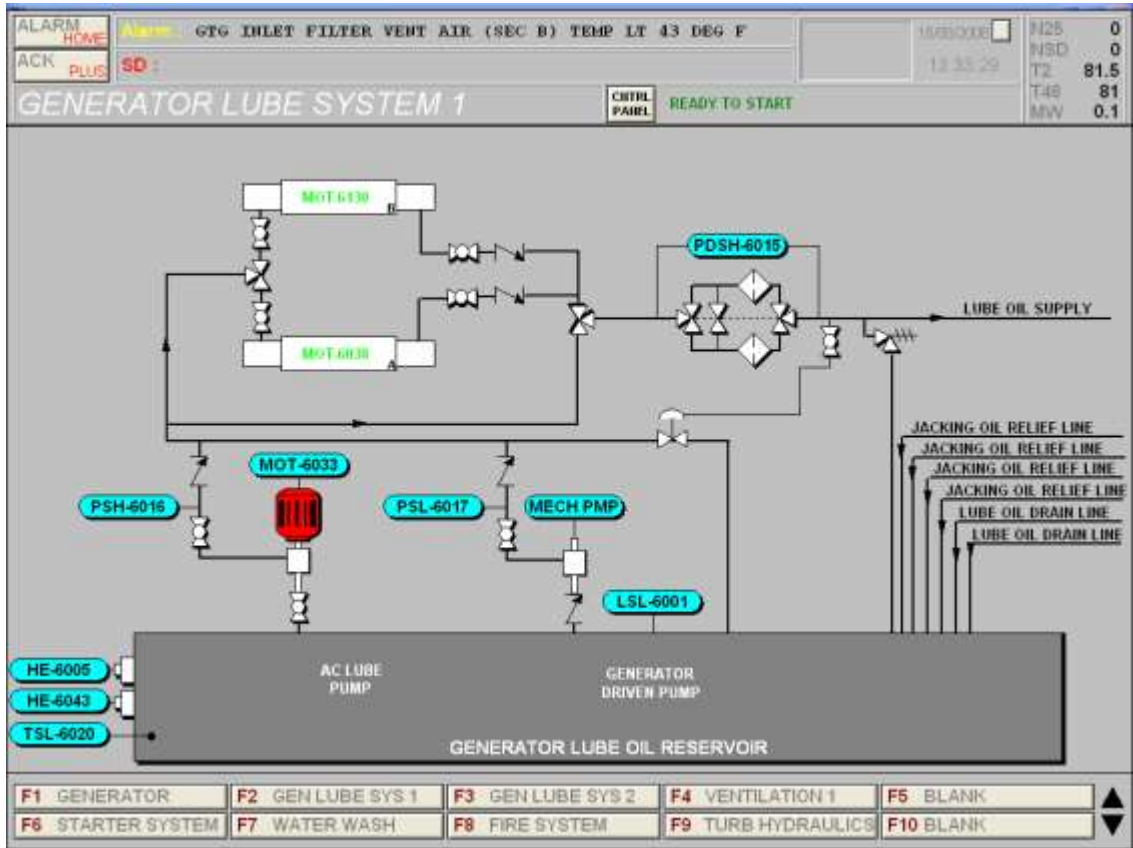 ALARM HOME
Alarm : GTG INLET FILTER VENT AIR (SEC B) TEMP LT 43 DEG F
N25 0
NSD 0
ACK PLUS
SD :
13 35 29
T2 81.5
T48 81
MW 0.1
GENERATOR LUBE SYSTEM 1
CNTRL PANEL
READY TO START
MOT 6130
B
PDSH-6015
LUBE OIL SUPPLY
MOT 6038
A
JACKING OIL RELIEF LINE
JACKING OIL RELIEF LINE
JACKING OIL RELIEF LINE
JACKING OIL RELIEF LINE
LUBE OIL DRAIN LINE
LUBE OIL DRAIN LINE
MOT-6033
PSH-6016
PSL-6017
MECH PMP
LSL-6001
HE-6005
HE-6043
TSL-6020
AC LUBE
PUMP
GENERATOR
DRIVEN PUMP
GENERATOR LUBE OIL RESERVOIR
F1 GENERATOR
F2 GEN LUBE SYS 1
F3 GEN LUBE SYS 2
F4 VENTILATION 1
F5 BLANK
F6 STARTER SYSTEM
F7 WATER WASH
F8 FIRE SYSTEM
F9 TURB HYDRAULICS
F10 BLANK